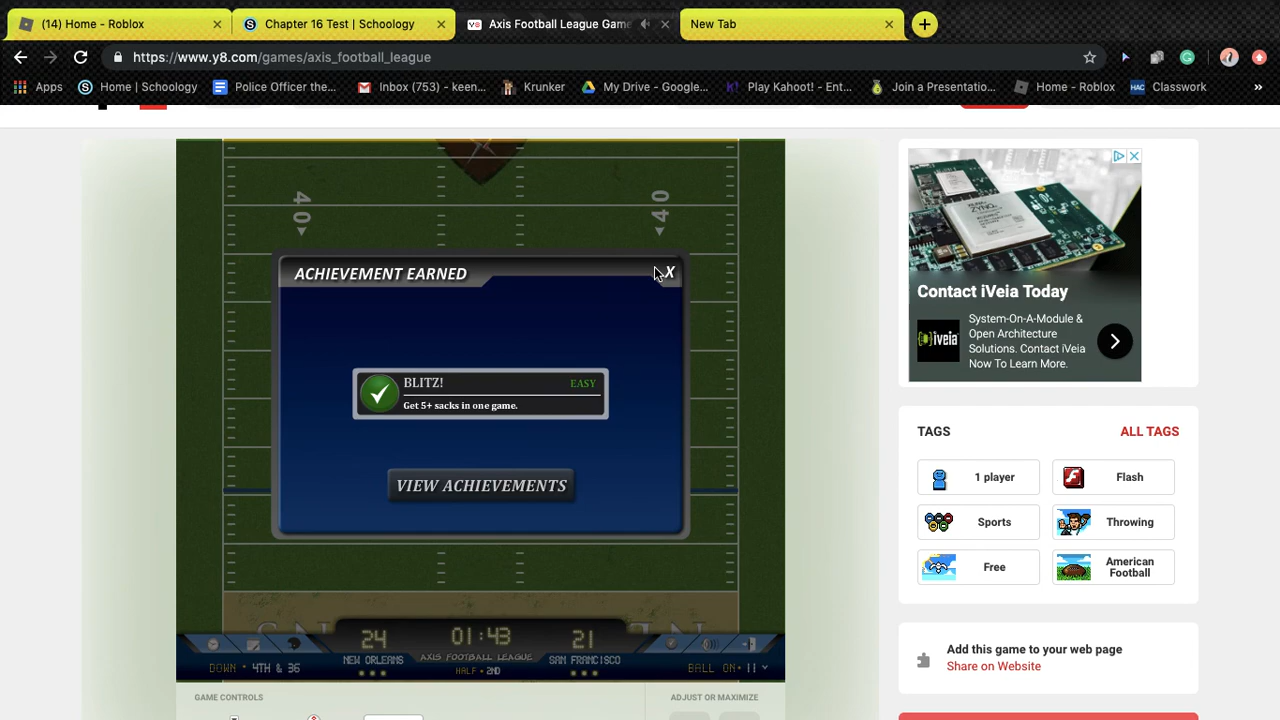 (14) Home - Roblox
Chapter 16 Test | Schoology
Axis Football League Game
New Tab
https://www.y8.com/games/axis_football_league
Apps
Home | Schoology
Police Officer the...
Inbox (753) - keen...
Krunker
My Drive - Google...
Play Kahoot! - Ent...
Join a Presentatio...
Home - Roblox
HAC
Classwork
40
40
ACHIEVEMENT EARNED
X
BLITZ!
EASY
Get 5+ sacks in one game.
VIEW ACHIEVEMENTS
24
01:43
21
NEW ORLEANS
AXIS FOOTBALL LEAGUE
SAN FRANCISCO
DOWN • 4TH & 36
HALF • 2ND
BALL ON • 11
GAME CONTROLS
ADJUST OR MAXIMIZE
ZYNQ
Contact iVeia Today
iveia
System-On-A-Module &
Open Architecture
Solutions. Contact iVeia
Now To Learn More.
TAGS
ALL TAGS
1 player
Flash
Sports
Throwing
Free
American
Football
Add this game to your web page
Share on Website